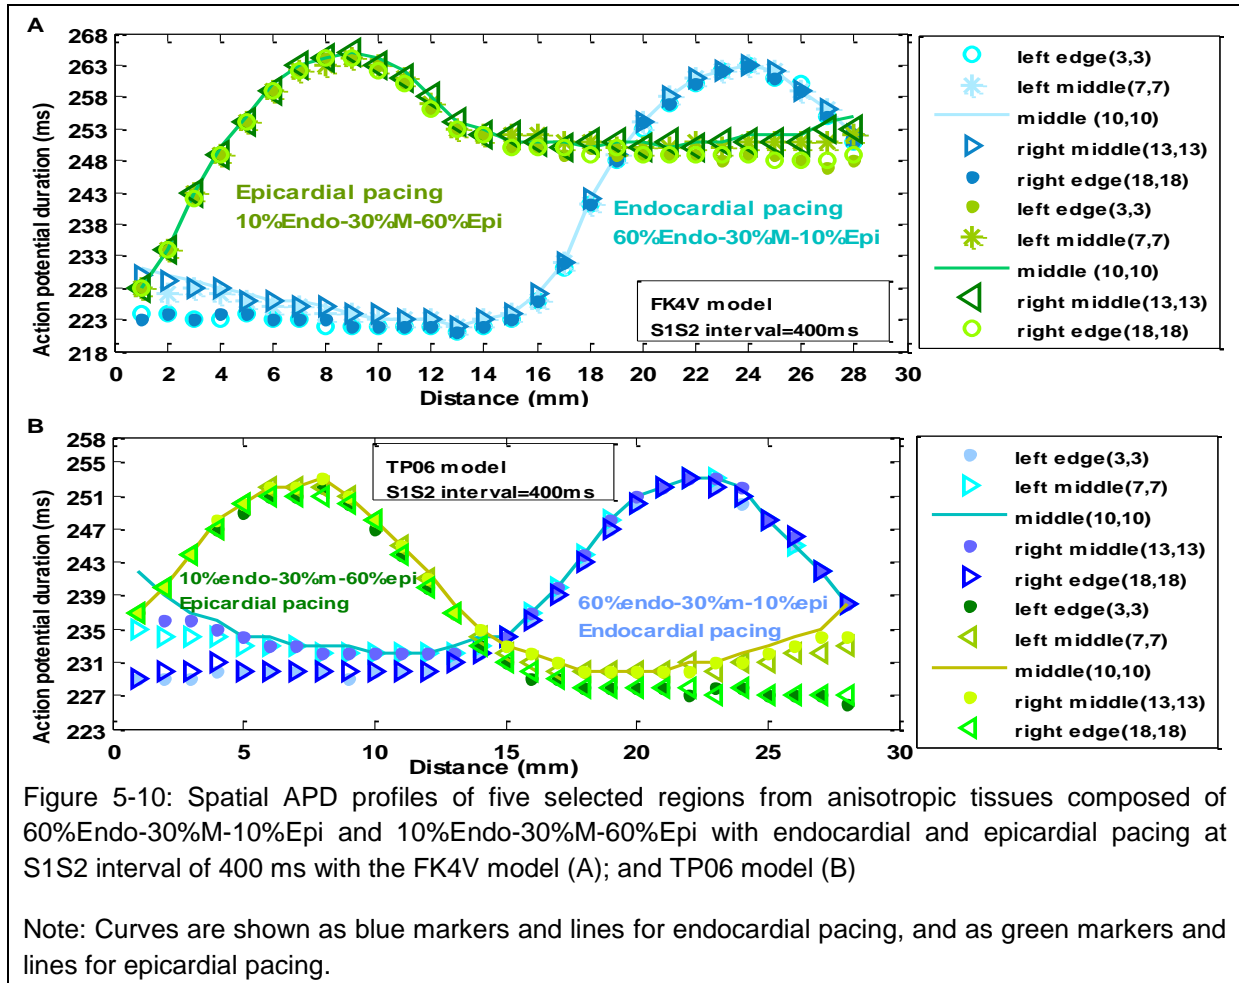 A
Action potential duration (ms)
268
263
258
253
248
243
238
233
228
223
218
Epicardial pacing
10%Endo-30%M-60%Epi
Endocardial pacing
60%Endo-30%M-10%Epi
FK4V model
S1S2 interval=400ms
0 2 4 6 8 10 12 14 16 18 20 22 24 26 28 30
Distance (mm)
left edge(3,3)
left middle(7,7)
middle (10,10)
right middle(13,13)
right edge(18,18)
left edge(3,3)
left middle(7,7)
middle (10,10)
right middle(13,13)
right edge(18,18)
B
Action potential duration (ms)
258
255
251
247
243
239
235
231
227
223
TP06 model
S1S2 interval=400ms
10%endo-30%m-60%epi
Epicardial pacing
60%endo-30%m-10%epi
Endocardial pacing
0 5 10 15 20 25 30
Distance (mm)
left edge(3,3)
left middle(7,7)
middle(10,10)
right middle(13,13)
right edge(18,18)
left edge(3,3)
left middle(7,7)
middle(10,10)
right middle(13,13)
right edge(18,18)
Figure 5-10: Spatial APD profiles of five selected regions from anisotropic tissues composed of
60%Endo-30%M-10%Epi and 10%Endo-30%M-60%Epi with endocardial and epicardial pacing at
S1S2 interval of 400 ms with the FK4V model (A); and TP06 model (B)
Note: Curves are shown as blue markers and lines for endocardial pacing, and as green markers and
lines for epicardial pacing.